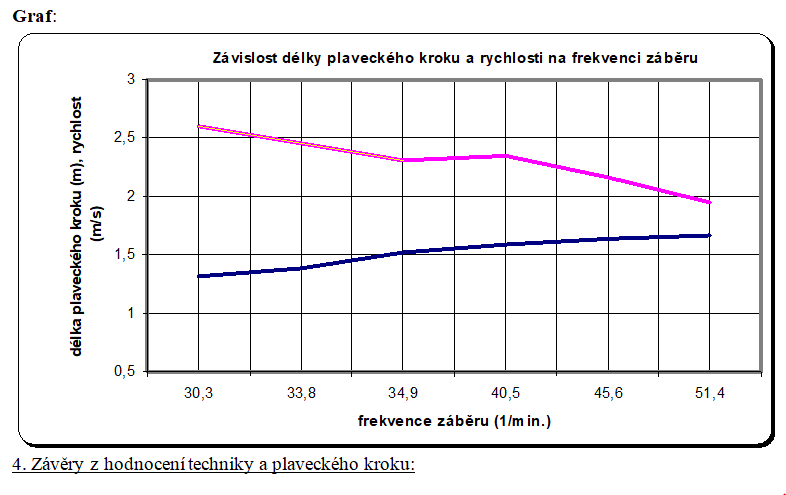 Graf:
Závislost délky plaveckého kroku a rychlosti na frekvenci záběru
délka plaveckého kroku (m), rychlost
(m/s)
3
2,5
2
1,5
1
0,5
30,3 33,8 34,9 40,5 45,6 51,4
frekvence záběru (1/min.)
4. Závěry z hodnocení techniky a plaveckého kroku: